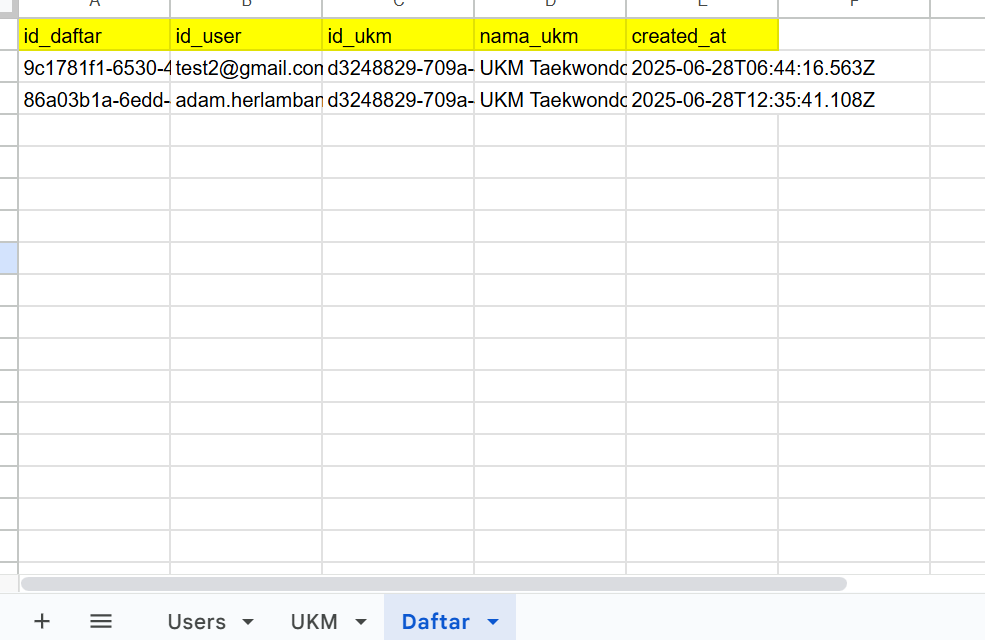 A B C D E F
id_daftar id_user id_ukm nama_ukm created_at
9c1781f1-6530-4 test2@gmail.com d3248829-709a- UKM Taekwondo 2025-06-28T06:44:16.563Z
86a03b1a-6edd- adam.herlamban d3248829-709a- UKM Taekwondo 2025-06-28T12:35:41.108Z
+ Users UKM Daftar